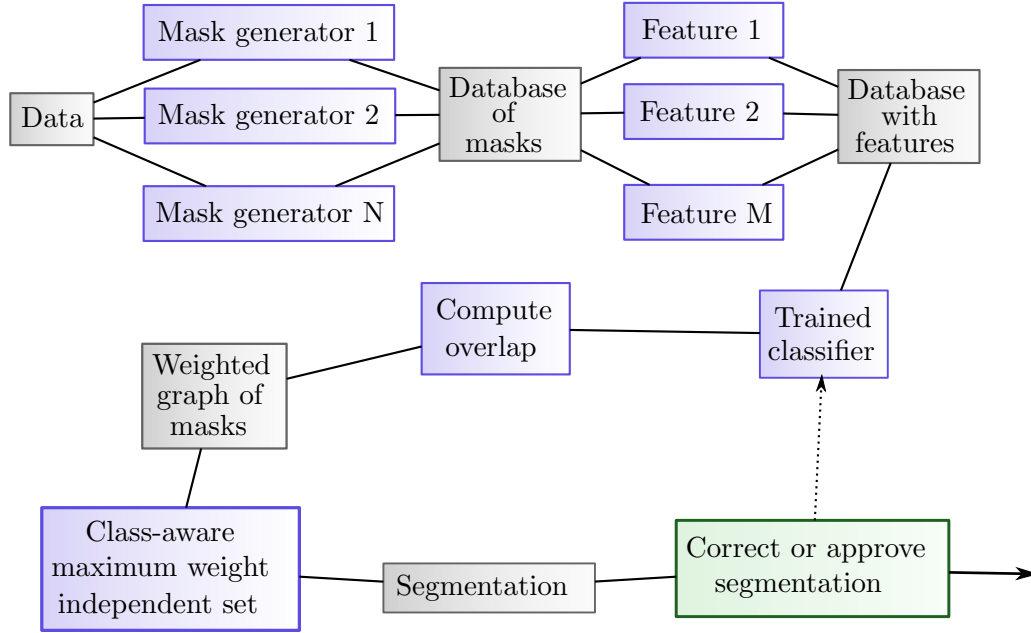 Mask generator 1
Mask generator 2
Mask generator N
Data
Database
of
masks
Feature 1
Feature 2
Feature M
Database
with
features
Trained
classifier
Compute
overlap
Weighted
graph of
masks
Class-aware
maximum weight
independent set
Segmentation
Correct or approve
segmentation